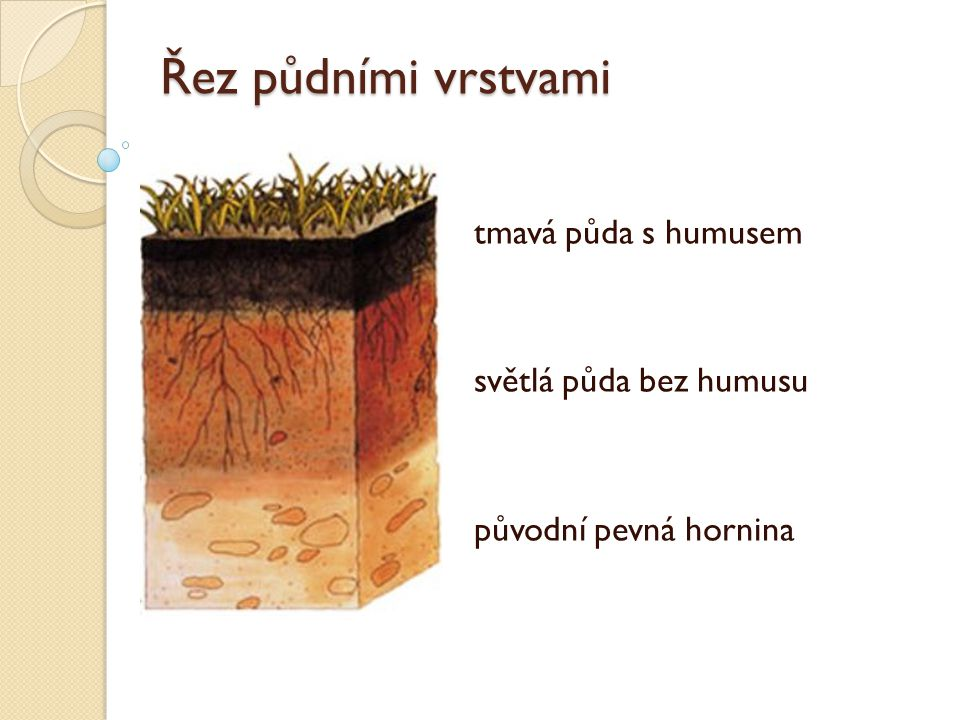 Řez půdními vrstvami
tmavá půda s humusem
světlá půda bez humusu
původní pevná hornina